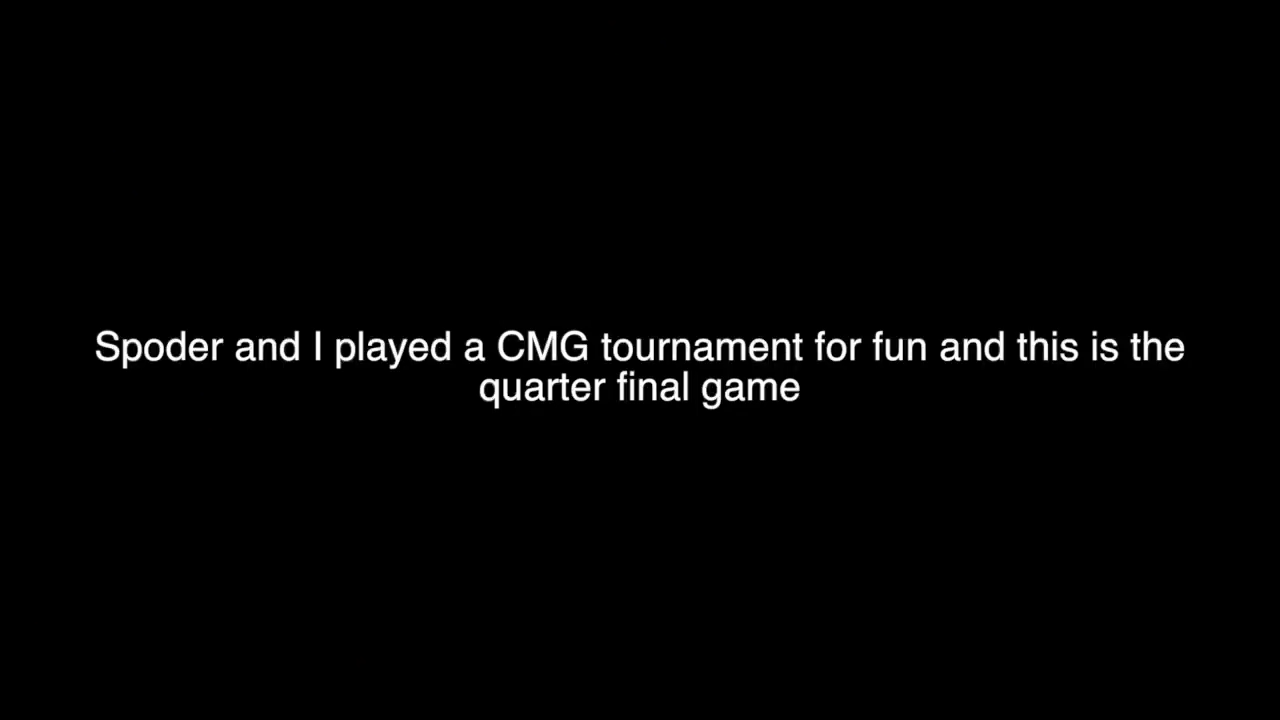 Spoder and I played a CMG tournament for fun and this is the
quarter final game